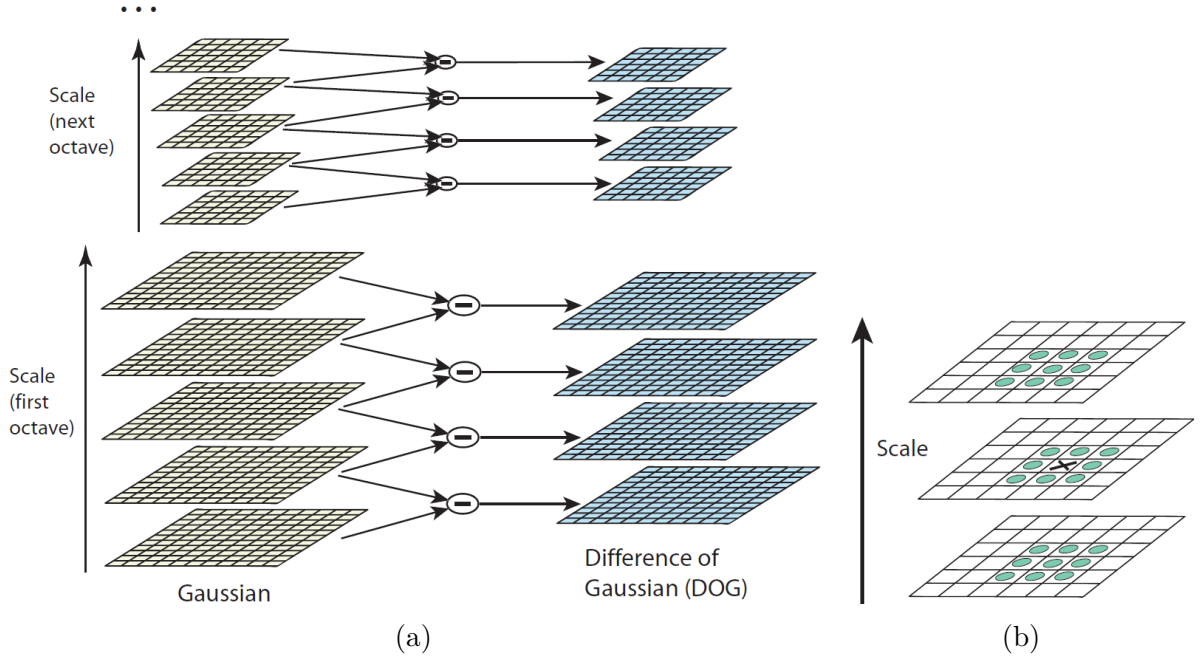 ...
Scale
(next
octave)
Scale
(first
octave)
Gaussian
Difference of
Gaussian (DOG)
Scale
(a)
(b)